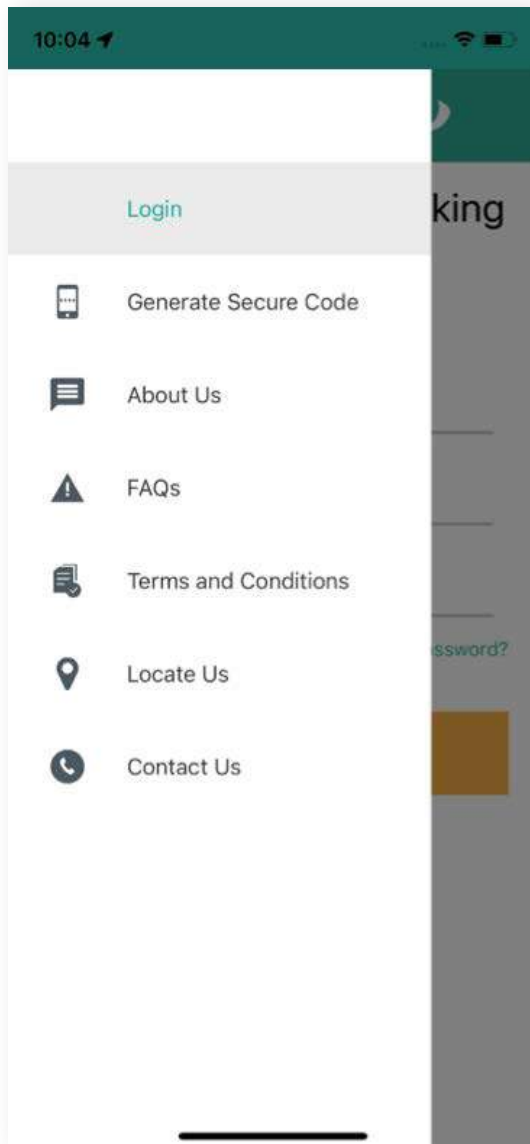 10:04
Login
king
Generate Secure Code
About Us
FAQs
Terms and Conditions
ssword?
Locate Us
Contact Us